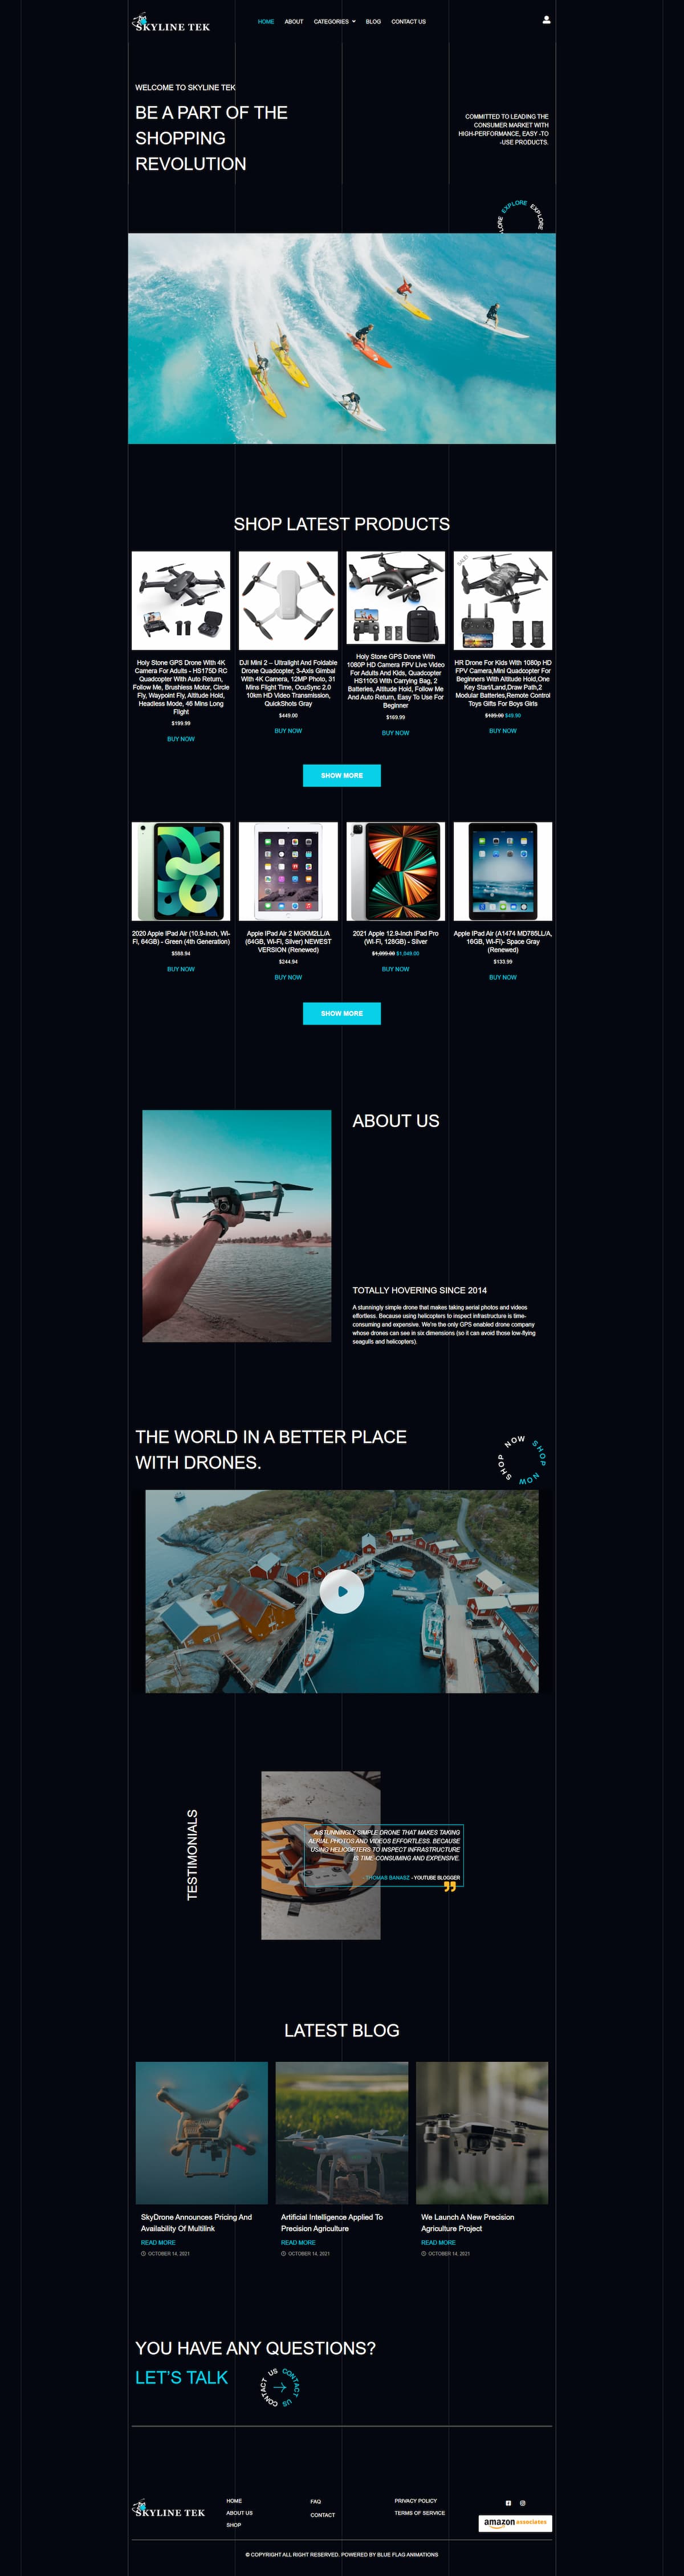 SKYLINE TEK
HOME ABOUT CATEGORIES BLOG CONTACT US
WELCOME TO SKYLINE TEK
BE A PART OF THE
SHOPPING
REVOLUTION
COMMITTED TO LEADING THE
CONSUMER MARKET WITH
HIGH-PERFORMANCE, EASY -TO
-USE PRODUCTS.
EXPLORE EXPLORE
SHOP LATEST PRODUCTS
Holy Stone GPS Drone With 4K
Camera For Adults - HS175D RC
Quadcopter With Auto Return,
Follow Me, Brushless Motor, Circle
Fly, Waypoint Fly, Altitude Hold,
Headless Mode, 46 Mins Long
Flight
$199.99
BUY NOW
DJI Mini 2 – Ultralight And Foldable
Drone Quadcopter, 3-Axis Gimbal
With 4K Camera, 12MP Photo, 31
Mins Flight Time, OcuSync 2.0
10km HD Video Transmission,
QuickShots Gray
$449.00
BUY NOW
Holy Stone GPS Drone With
1080P HD Camera FPV Live Video
For Adults And Kids, Quadcopter
HS110G With Carrying Bag, 2
Batteries, Altitude Hold, Follow Me
And Auto Return, Easy To Use For
Beginner
$169.99
BUY NOW
HR Drone For Kids With 1080p HD
FPV Camera,Mini Quadcopter For
Beginners With Altitude Hold,One
Key Start/Land,Draw Path,2
Modular Batteries,Remote Control
Toys Gifts For Boys Girls
$189.00 $49.90
BUY NOW
SHOW MORE
2020 Apple IPad Air (10.9-Inch, Wi-
Fi, 64GB) - Green (4th Generation)
$588.94
BUY NOW
Apple IPad Air 2 MGKM2LL/A
(64GB, Wi-Fi, Silver) NEWEST
VERSION (Renewed)
$244.94
BUY NOW
2021 Apple 12.9-Inch IPad Pro
(Wi-Fi, 128GB) - Silver
$1,099.00 $1,049.00
BUY NOW
Apple IPad Air (A1474 MD785LL/A,
16GB, Wi-Fi)- Space Gray
(Renewed)
$133.99
BUY NOW
SHOW MORE
ABOUT US
TOTALLY HOVERING SINCE 2014
A stunningly simple drone that makes taking aerial photos and videos
effortless. Because using helicopters to inspect infrastructure is time-
consuming and expensive. We're the only GPS enabled drone company
whose drones can see in six dimensions (so it can avoid those low-flying
seagulls and helicopters).
THE WORLD IN A BETTER PLACE
WITH DRONES.
SHOP NOW SHOP NOW
TESTIMONIALS
A STUNNINGLY SIMPLE DRONE THAT MAKES TAKING
AERIAL PHOTOS AND VIDEOS EFFORTLESS. BECAUSE
USING HELICOPTERS TO INSPECT INFRASTRUCTURE
IS TIME-CONSUMING AND EXPENSIVE.
THOMAS BANASZ - YOUTUBE BLOGGER
LATEST BLOG
SkyDrone Announces Pricing And
Availability Of Multilink
READ MORE
OCTOBER 14, 2021
Artificial Intelligence Applied To
Precision Agriculture
READ MORE
OCTOBER 14, 2021
We Launch A New Precision
Agriculture Project
READ MORE
OCTOBER 14, 2021
YOU HAVE ANY QUESTIONS?
LET'S TALK
CONTACT US CONTACT US
SKYLINE TEK
HOME
ABOUT US
SHOP
FAQ
CONTACT
PRIVACY POLICY
TERMS OF SERVICE
amazon associates
© COPYRIGHT ALL RIGHT RESERVED. POWERED BY BLUE FLAG ANIMATIONS